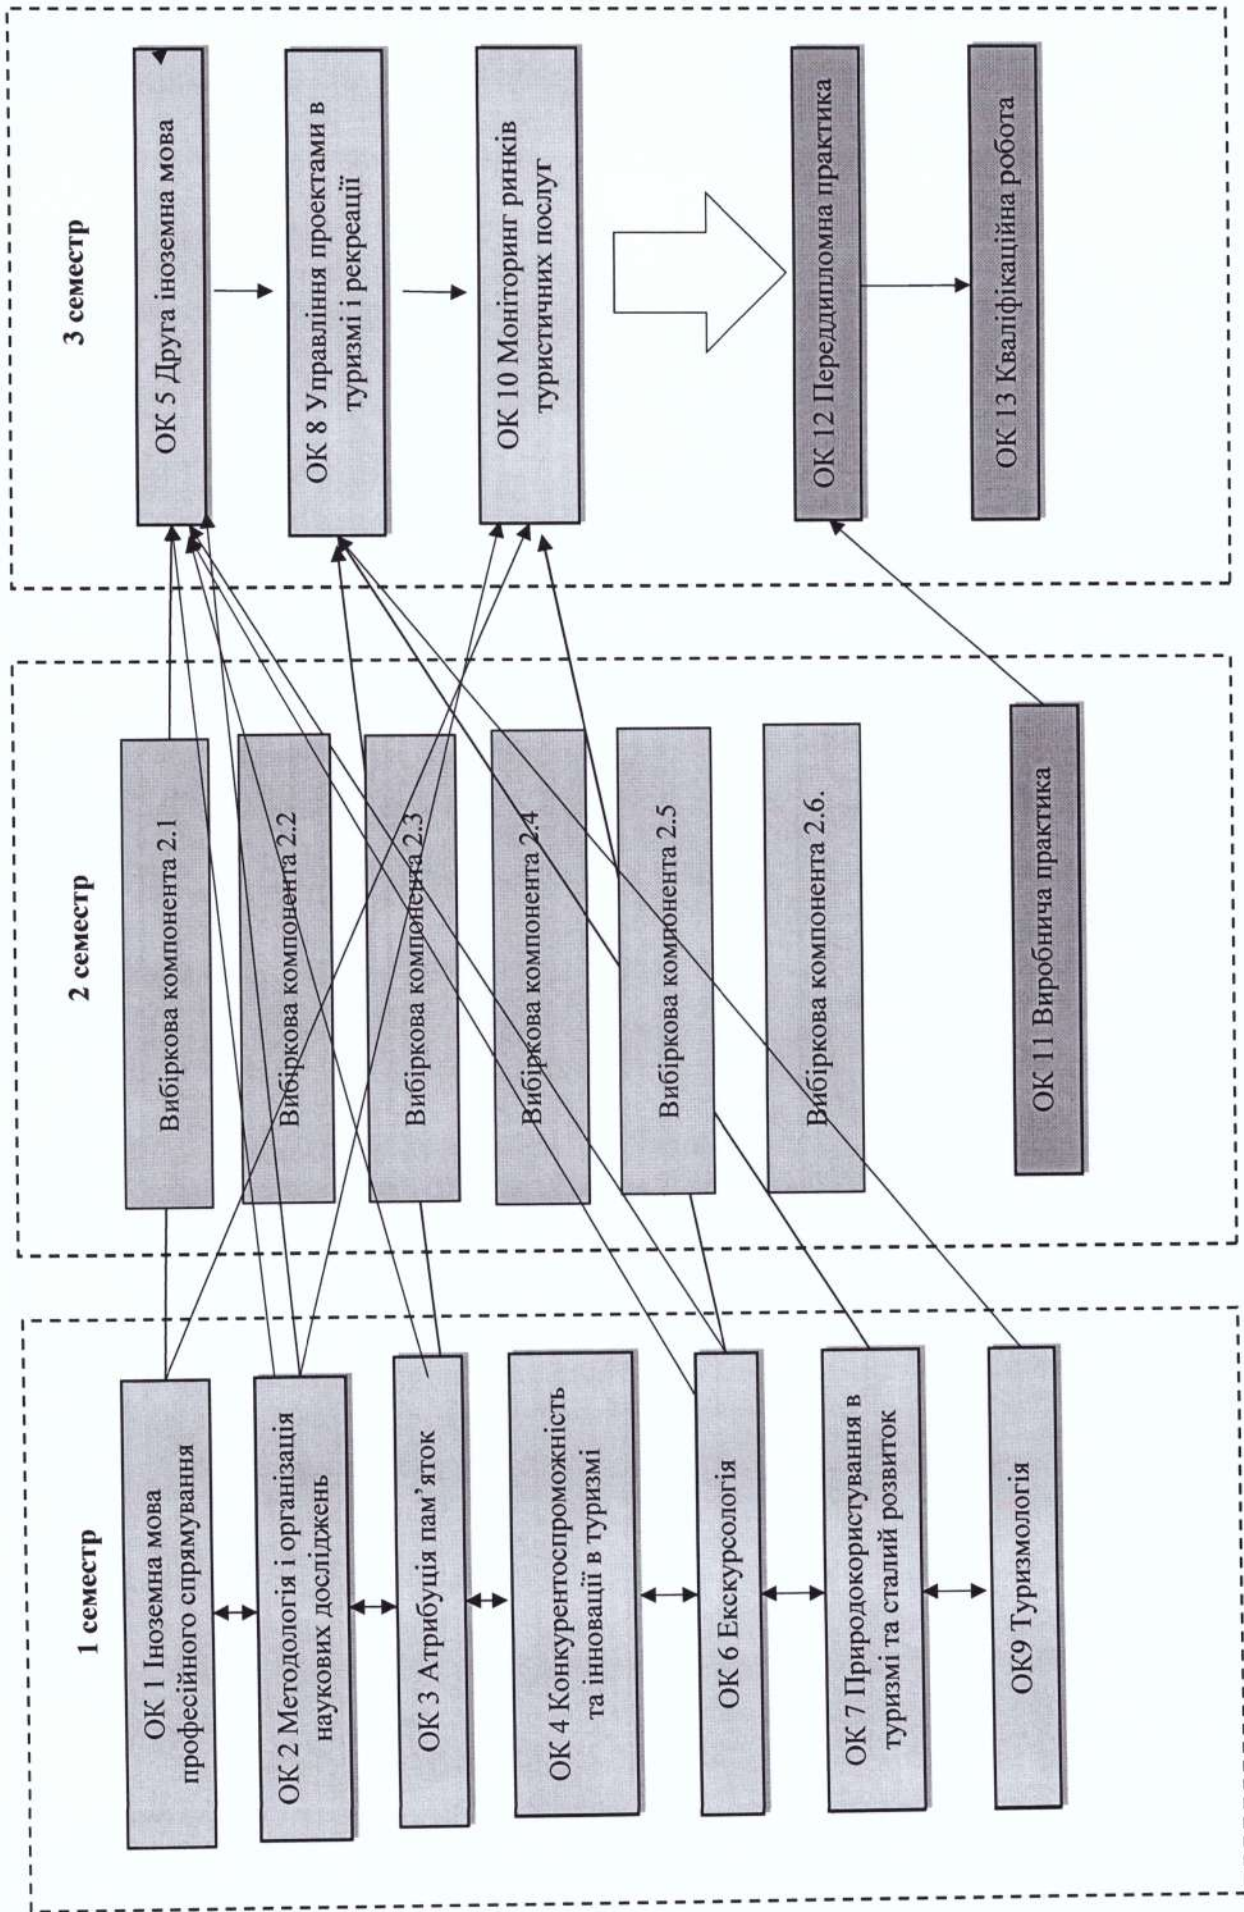 1 семестр
ОК 1 Іноземна мова
професійного спрямування
ОК 2 Методологія і організація
наукових досліджень
ОК 3 Атрибуція пам’яток
ОК 4 Конкурентоспроможність
та інновації в туризмі
ОК 6 Екскурсологія
ОК 7 Природокористування в
туризмі та сталий розвиток
ОК9 Туризмологія
2 семестр
Вибіркова компонента 2.1
Вибіркова компонента 2.2
Вибіркова компонента 2.3
Вибіркова компонента 2.4
Вибіркова компонента 2.5
Вибіркова компонента 2.6.
ОК 11 Виробнича практика
3 семестр
ОК 5 Друга іноземна мова
ОК 8 Управління проектами в
туризмі і рекреації
ОК 10 Моніторинг ринків
туристичних послуг
ОК 12 Переддипломна практика
ОК 13 Кваліфікаційна робота